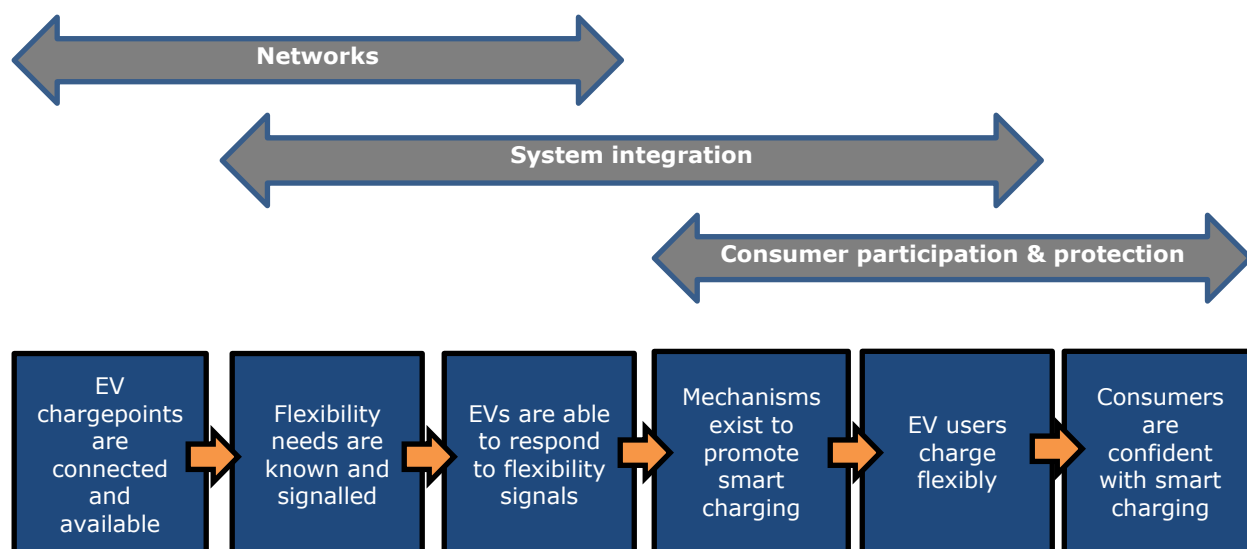 Networks
System integration
Consumer participation & protection
EV
chargepoints
are
connected
and
available
Flexibility
needs are
known and
signalled
EVs are able
to respond
to flexibility
signals
Mechanisms
exist to
promote
smart
charging
EV users
charge
flexibly
Consumers
are
confident
with smart
charging